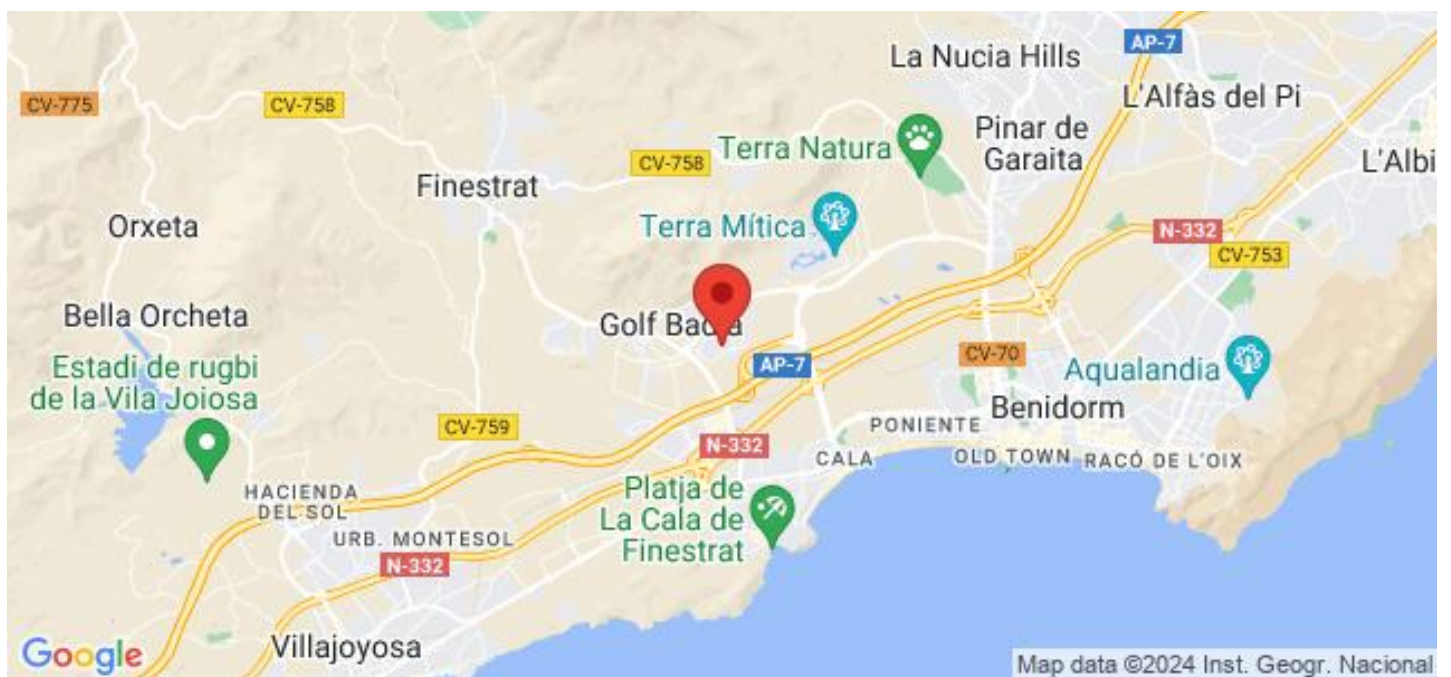 AP-7
La Nucia Hills
CV-775
CV-758
L'Alfàs del Pi
Terra Natura
Pinar de
Garaita
CV-758
L'Albi
Finestrat
Orxeta
Terra Mítica
N-332
CV-753
Bella Orcheta
Golf
Estadi de rugbi
de la Vila Joiosa
AP-7
CV-70
Aqualandia
Benidorm
CV-759
PONIENTE
N-332
CALA
OLD TOWN
RACÓ DE L'OIX
HACIENDA
DEL SOL
Platja de
La Cala de
Finestrat
URB. MONTESOL
N-332
Villajoyosa
Google
Map data ©2024 Inst. Geogr. Nacional